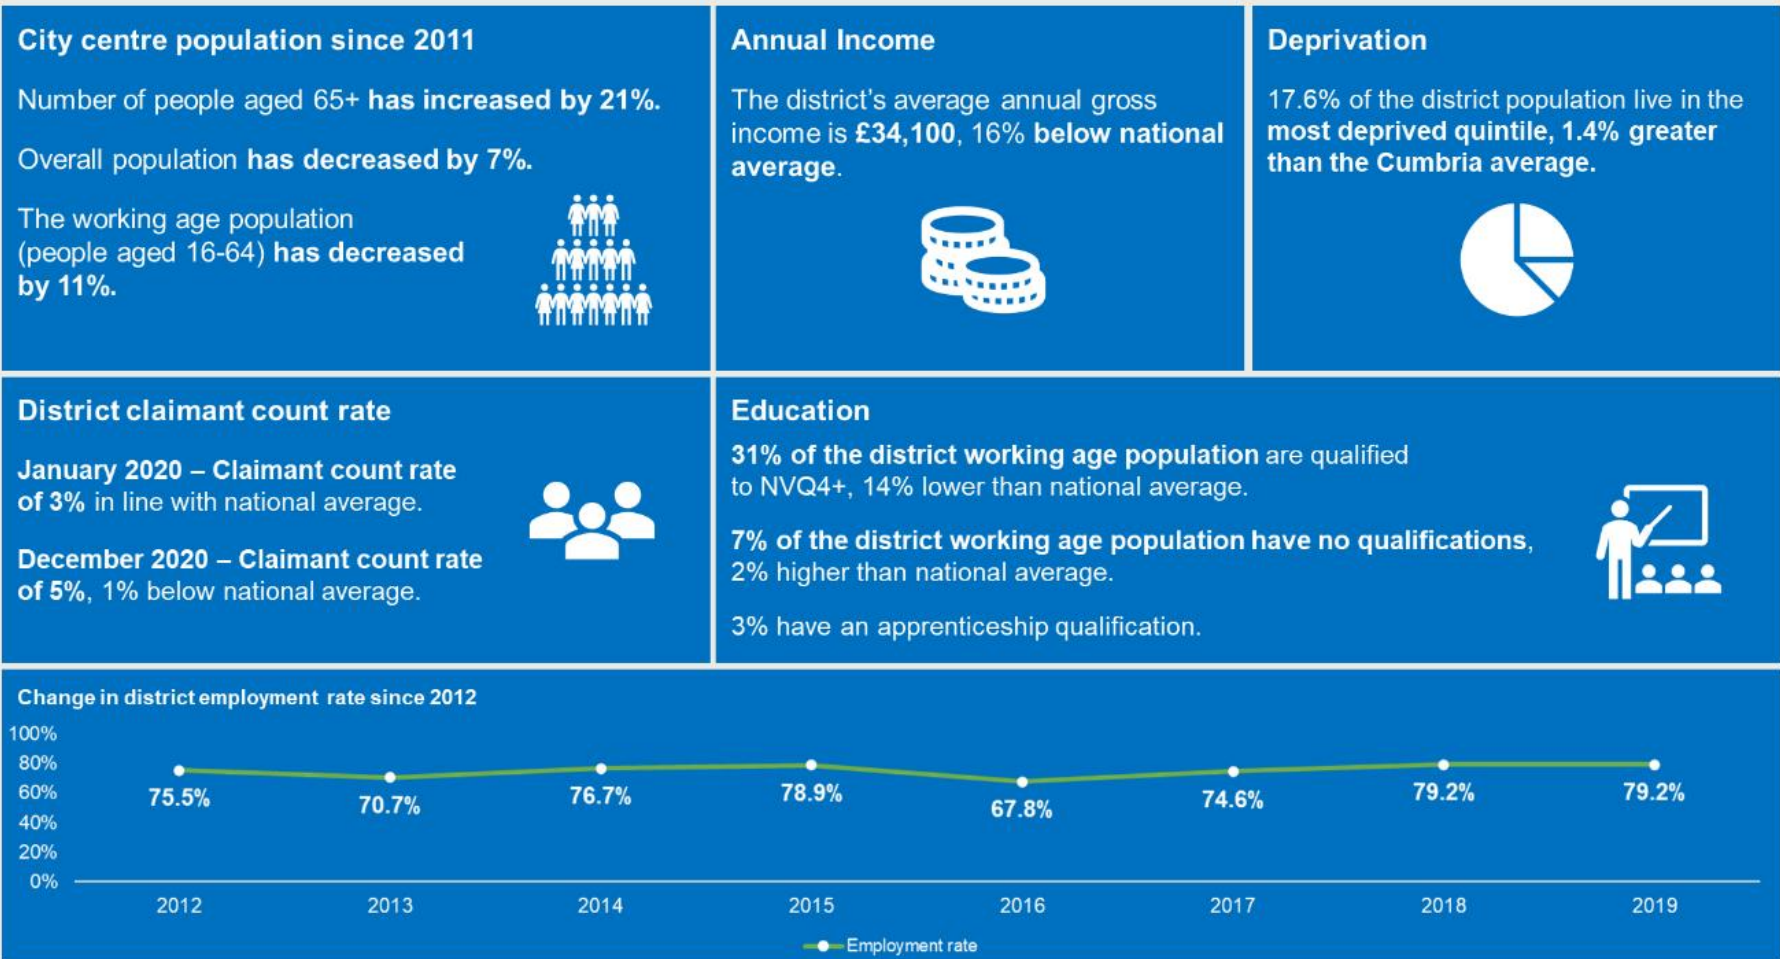 City centre population since 2011
Number of people aged 65+ has increased by 21%.
Overall population has decreased by 7%.
The working age population
(people aged 16-64) has decreased
by 11%.
Annual Income
The district's average annual gross
income is £34,100, 16% below national
average.
Deprivation
17.6% of the district population live in the
most deprived quintile, 1.4% greater
than the Cumbria average.
District claimant count rate
January 2020 – Claimant count rate
of 3% in line with national average.
December 2020 – Claimant count rate
of 5%, 1% below national average.
Education
31% of the district working age population are qualified
to NVQ4+, 14% lower than national average.
7% of the district working age population have no qualifications,
2% higher than national average.
3% have an apprenticeship qualification.
Change in district employment rate since 2012
100%
80%
60%
40%
20%
0%
75.5% 70.7% 76.7% 78.9% 67.8% 74.6% 79.2% 79.2%
2012 2013 2014 2015 2016 2017 2018 2019
Employment rate